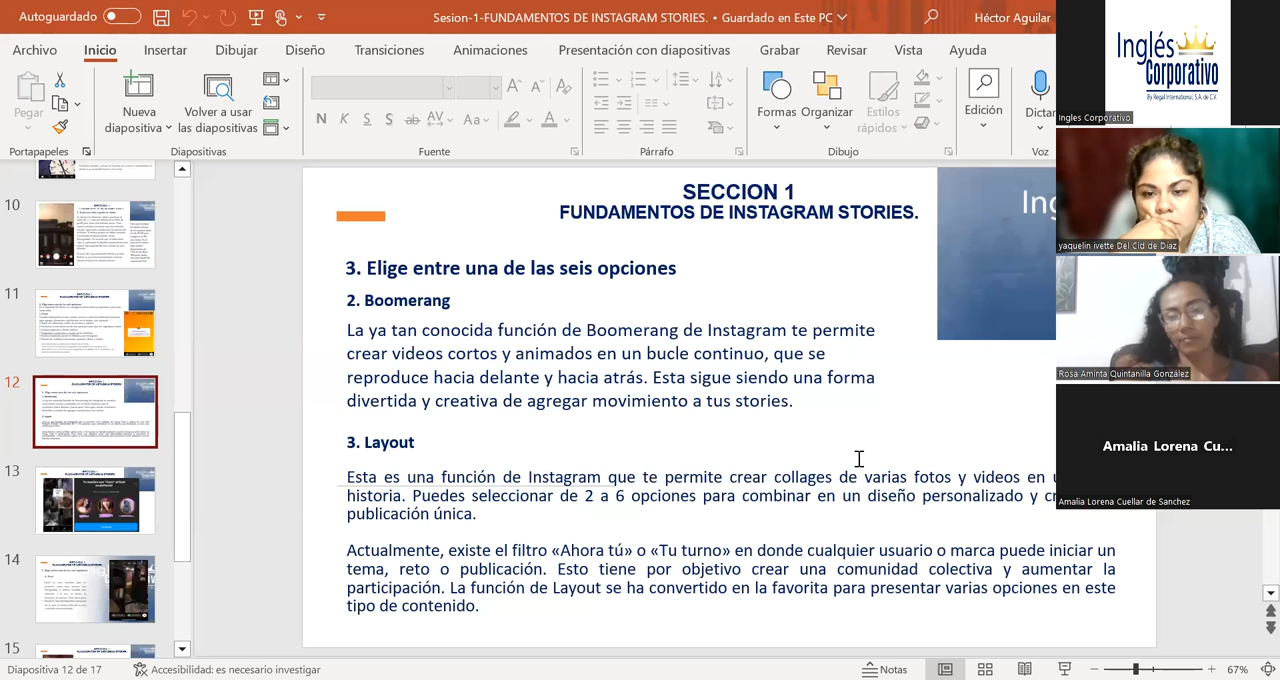 Autoguardado
Sesion-1-FUNDAMENTOS DE INSTAGRAM STORIES. • Guardado en Este PC
Héctor Aguilar
Archivo Inicio Insertar Dibujar Diseño Transiciones Animaciones Presentación con diapositivas Grabar Revisar Vista Ayuda
Pegar
Nueva diapositiva
Volver a usar las diapositivas
N K S S ab AV Aa A
Formas
Organizar
Estilos rápidos
Edición
Dictar
Portapapeles Diapositivas Fuente Párrafo Dibujo Voz
10
11
12
13
14
15
SECCION 1
FUNDAMENTOS DE INSTAGRAM STORIES.
Ing
3. Elige entre una de las seis opciones
2. Boomerang
La ya tan conocida función de Boomerang de Instagram te permite
crear videos cortos y animados en un bucle continuo, que se
reproduce hacia delante y hacia atrás. Esta sigue siendo una forma
divertida y creativa de agregar movimiento a tus stories.
3. Layout
Esta es una función de Instagram que te permite crear collages de varias fotos y videos en
historia. Puedes seleccionar de 2 a 6 opciones para combinar en un diseño personalizado y
publicación única.
Actualmente, existe el filtro «Ahora tú» o «Tu turno» en donde cualquier usuario o marca puede iniciar un
tema, reto o publicación. Esto tiene por objetivo crear una comunidad colectiva y aumentar la
participación. La función de Layout se ha convertido en la favorita para presentar varias opciones en este
tipo de contenido.
Inglés
Corporativo
By Regal International, S.A. de C.V.
Ingles Corporativo
yaquelin ivette Del Cid de Díaz
Rosa Aminta Quintanilla González
Amalia Lorena Cu...
Amalia Lorena Cuellar de Sanchez
Diapositiva 12 de 17
Accesibilidad: es necesario investigar
Notas
67%